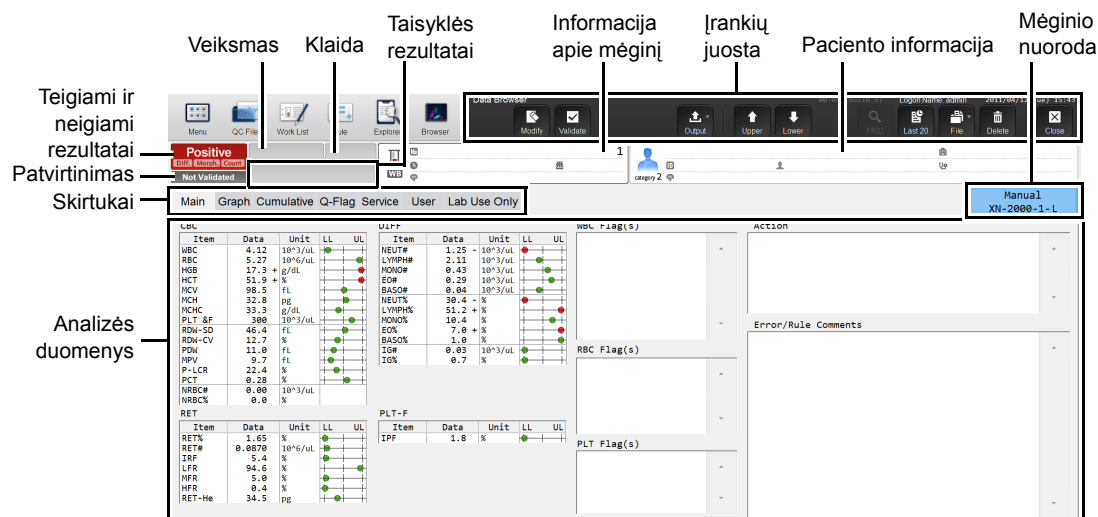 Veiksmas
Klaida
Taisyklės
rezultatai
Informacija
apie mėginį
Įrankių
juosta
Paciento informacija
Mėginio
nuoroda
Teigiami ir
neigiami
rezultatai
Patvirtinimas
Skirtukai
Analizės
duomenys
Data Browser
Logon Name: admin 2011/04/12
15:43
Menu QC File Work List Rule Explorer Browser Modify Validate Output Upper Lower FIND Last 20 File Delete Close
Positive
Diff. Morph. Count
Not Validated
WB
1
category 2
Main Graph Cumulative Q-Flag Service User Lab Use Only
Manual
XN-2000-1-L
CBC
Item Data Unit LL UL
WBC 4.12 10^3/uL
RBC 5.27 10^6/uL
HGB 17.3 + g/dL
HCT 51.9 + %
MCV 98.5 fL
MCH 32.8 pg
MCHC 33.3 g/dL
PLT &F 300 10^3/uL
RDW-SD 46.4 fL
RDW-CV 12.7 %
PDW 11.0 fL
MPV 9.7 fL
P-LCR 22.4 %
PCT 0.28 %
NRBC# 0.00 10^3/uL
NRBC% 0.0 %
DIFF
Item Data Unit LL UL
NEUT# 1.25 - 10^3/uL
LYMPH# 2.11 10^3/uL
MONO# 0.43 10^3/uL
EO# 0.29 10^3/uL
BASO# 0.04 10^3/uL
NEUT% 30.4 - %
LYMPH% 51.2 + %
MONO% 10.4 %
EO% 7.0 + %
BASO% 1.0 %
IG# 0.03 10^3/uL
IG% 0.7 %
RET
Item Data Unit LL UL
RET% 1.65 %
RET# 0.0870 10^6/uL
IRF 5.4 %
LFR 94.6 %
MFR 5.0 %
HFR 0.4 %
RET-He 34.5 pg
PLT-F
Item Data Unit LL UL
IPF 1.8 %
WBC Flag(s)
RBC Flag(s)
PLT Flag(s)
Action
Error/Rule Comments